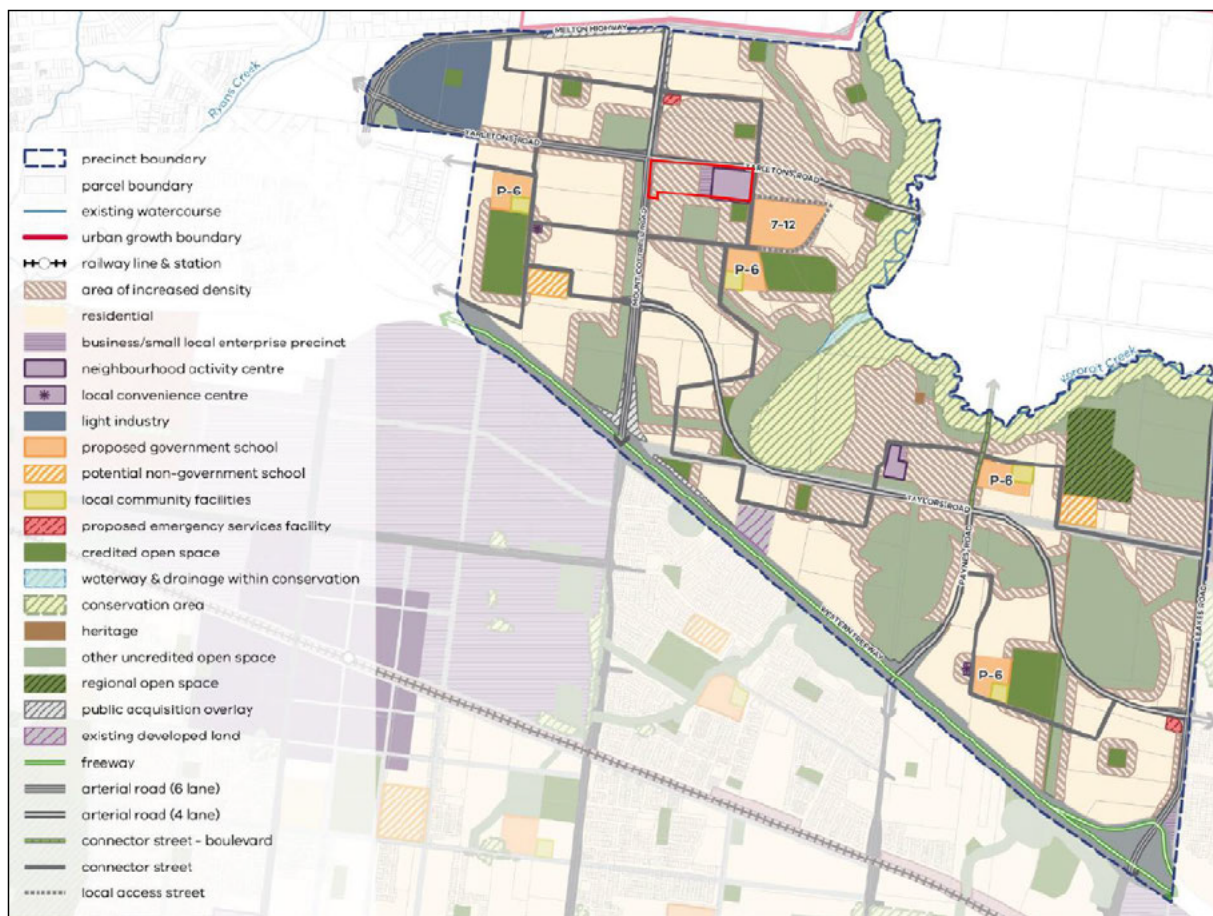 MELTON HIGHWAY
Ryans Creek
TARLETONS ROAD
TARLETONS ROAD
precinct boundary
parcel boundary
existing watercourse
urban growth boundary
railway line & station
area of increased density
residential
business/small local enterprise precinct
neighbourhood activity centre
local convenience centre
light industry
proposed government school
potential non-government school
local community facilities
proposed emergency services facility
credited open space
waterway & drainage within conservation
conservation area
heritage
other uncredited open space
regional open space
public acquisition overlay
existing developed land
freeway
arterial road (6 lane)
arterial road (4 lane)
connector street - boulevard
connector street
local access street
P-6
7-12
MOUNT COTTRELL ROAD
P-6
Creek
P-6
TAYLORS ROAD
PAYNES ROAD
LEAKES ROAD
WESTERN FREEWAY
P-6